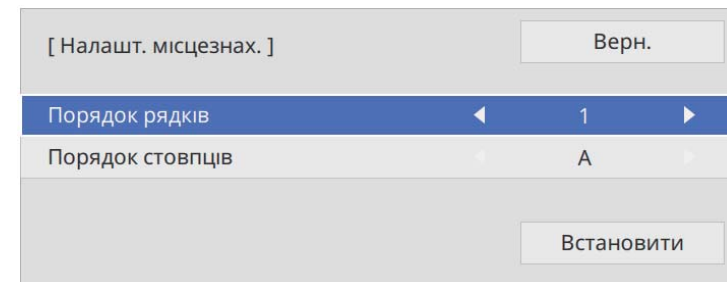 [ Налашт. місцезнах. ]
Верн.
Порядок рядків
1
Порядок стовпців
A
Встановити